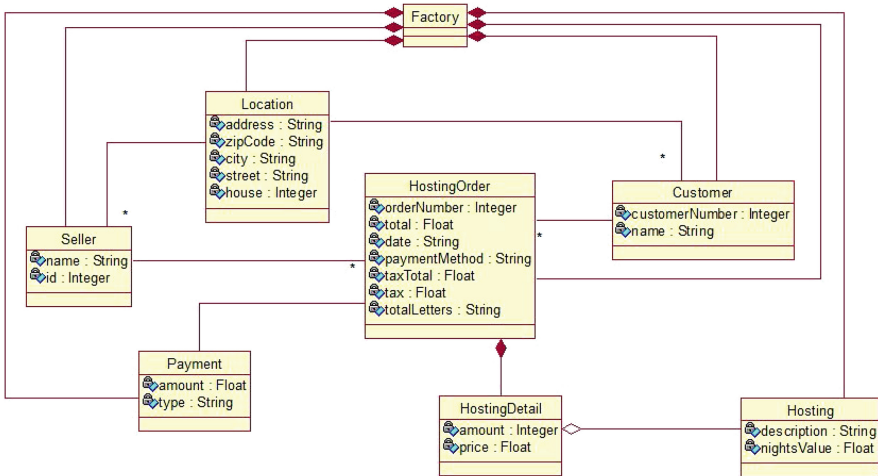 Factory
Location
address : String
zipCode : String
city : String
street : String
house : Integer
*
HostingOrder
orderNumber : Integer
total : Float
date : String
paymentMethod : String
taxTotal : Float
tax : Float
totalLetters : String
Customer
customerNumber : Integer
name : String
*
*
Seller
name : String
id : Integer
*
Payment
amount : Float
type : String
HostingDetail
amount : Integer
price : Float
Hosting
description : String
nightsValue : Float